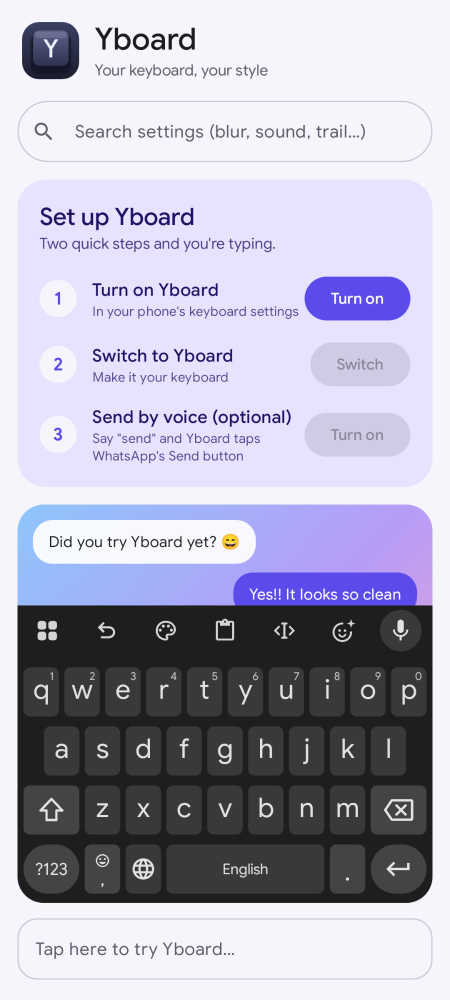 Y
Yboard
Your keyboard, your style
Search settings (blur, sound, trail...)
Set up Yboard
Two quick steps and you're typing.
1
Turn on Yboard
In your phone's keyboard settings
Turn on
2
Switch to Yboard
Make it your keyboard
Switch
3
Send by voice (optional)
Say "send" and Yboard taps
WhatsApp's Send button
Turn on
Did you try Yboard yet? 😄
Yes!! It looks so clean
q1 w2 e3 r4 t5 y6 u7 i8 o9 p0
a s d f g h j k l
z x c v b n m
?123 , English .
Tap here to try Yboard...